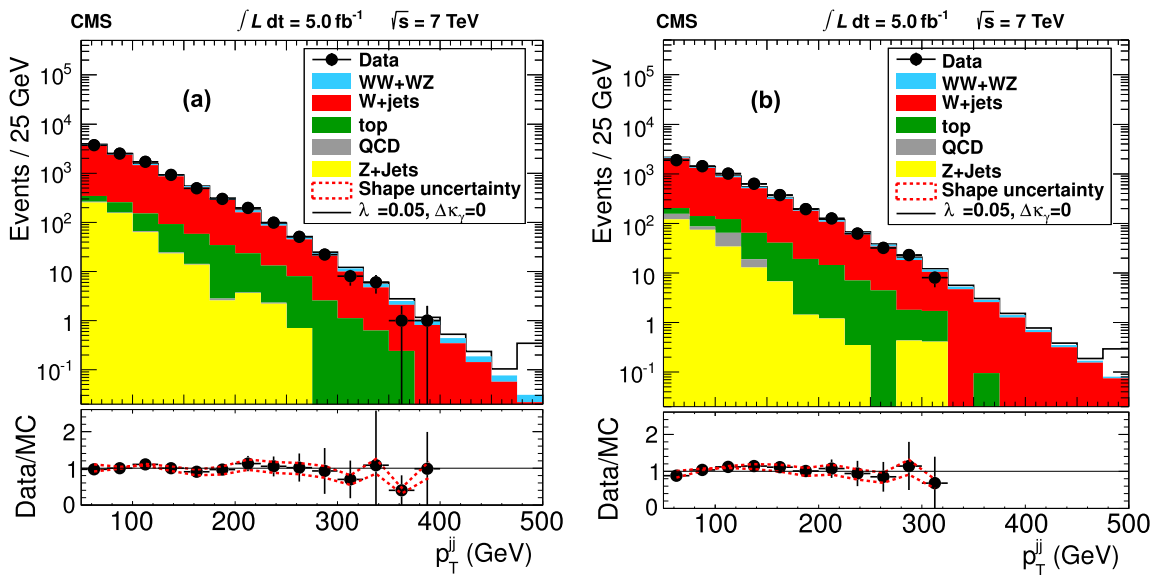 CMS ∫ L dt = 5.0 fb⁻¹ √s = 7 TeV
Events / 25 GeV
10⁵
10⁴
10³
10²
10
1
10⁻¹
(a)
Data
WW+WZ
W+jets
top
QCD
Z+Jets
Shape uncertainty
λ =0.05, Δκ_γ=0
Data/MC
2
1
0
100 200 300 400 500
p_T^jj (GeV)
CMS ∫ L dt = 5.0 fb⁻¹ √s = 7 TeV
Events / 25 GeV
10⁵
10⁴
10³
10²
10
1
10⁻¹
(b)
Data
WW+WZ
W+jets
top
QCD
Z+Jets
Shape uncertainty
λ =0.05, Δκ_γ=0
Data/MC
2
1
0
100 200 300 400 500
p_T^jj (GeV)